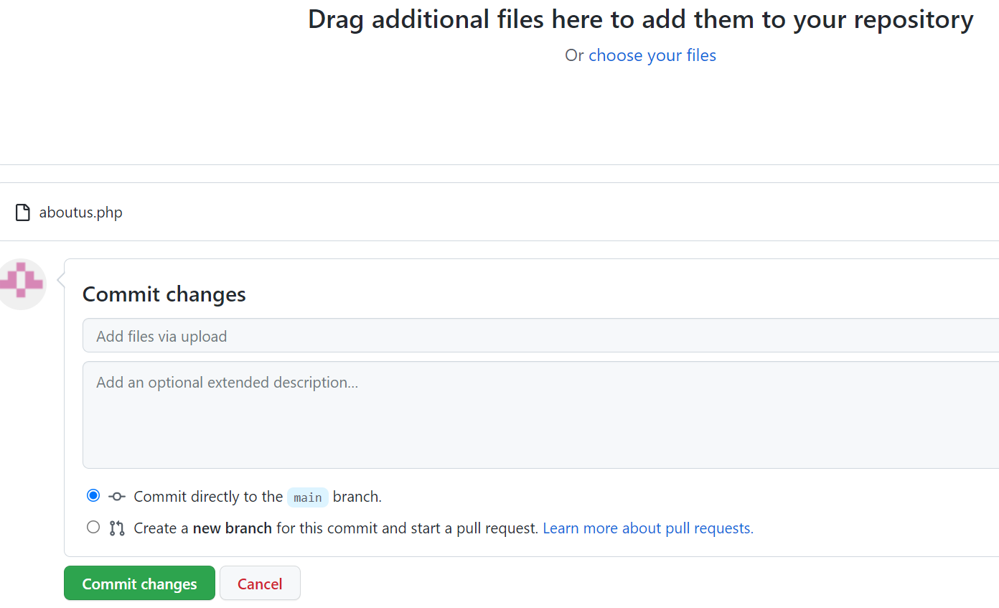 Drag additional files here to add them to your repository
Or choose your files
aboutus.php
Commit changes
Add files via upload
Add an optional extended description...
Commit directly to the main branch.
Create a new branch for this commit and start a pull request. Learn more about pull requests.
Commit changes Cancel